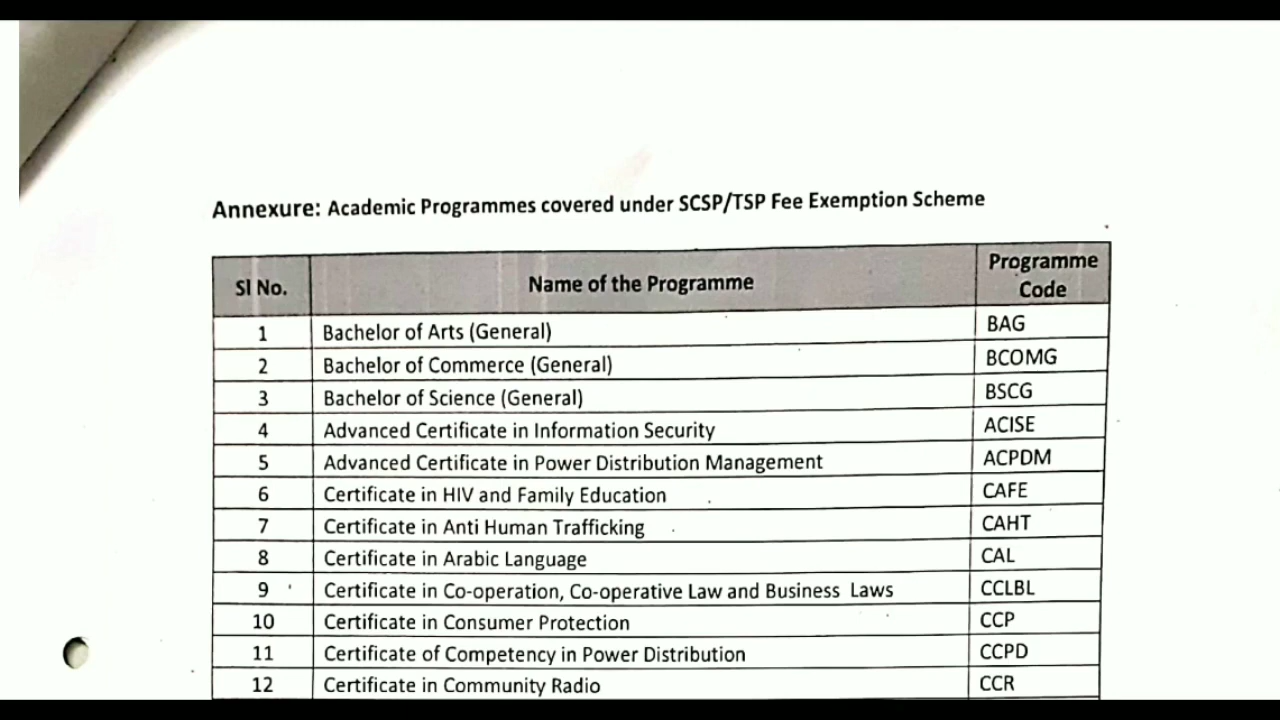 Annexure: Academic Programmes covered under SCSP/TSP Fee Exemption Scheme
Sl No. Name of the Programme Programme Code
1 Bachelor of Arts (General) BAG
2 Bachelor of Commerce (General) BCOMG
3 Bachelor of Science (General) BSCG
4 Advanced Certificate in Information Security ACISE
5 Advanced Certificate in Power Distribution Management ACPDM
6 Certificate in HIV and Family Education CAFE
7 Certificate in Anti Human Trafficking CAHT
8 Certificate in Arabic Language CAL
9 Certificate in Co-operation, Co-operative Law and Business Laws CCLBL
10 Certificate in Consumer Protection CCP
11 Certificate of Competency in Power Distribution CCPD
12 Certificate in Community Radio CCR